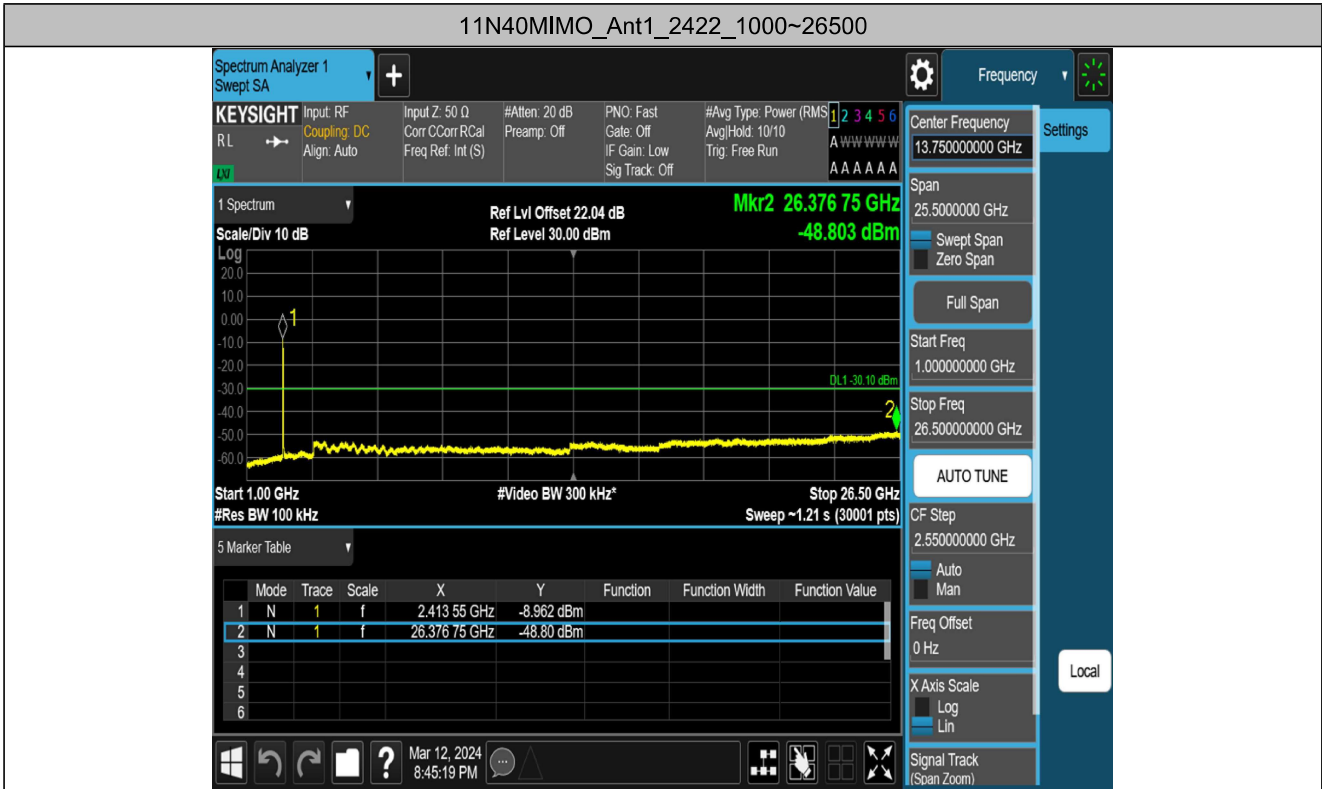 11N40MIMO_Ant1_2422_1000~26500
Spectrum Analyzer 1
Swept SA
+
Frequency
KEYSIGHT
RL
LXI
Input: RF
Coupling: DC
Align: Auto
Input Z: 50 Ω
Corr CCorr RCal
Freq Ref: Int (S)
#Atten: 20 dB
Preamp: Off
PNO: Fast
Gate: Off
IF Gain: Low
Sig Track: Off
#Avg Type: Power (RMS
Avg|Hold: 10/10
Trig: Free Run
1 2 3 4 5 6
A W W W W W
A A A A A A
1 Spectrum
Scale/Div 10 dB
Ref Lvl Offset 22.04 dB
Ref Level 30.00 dBm
Mkr2 26.376 75 GHz
-48.803 dBm
Log
20.0
10.0
0.00
-10.0
-20.0
-30.0
-40.0
-50.0
-60.0
1
DL1 -30.10 dBm
2
Start 1.00 GHz
#Video BW 300 kHz*
Stop 26.50 GHz
#Res BW 100 kHz
Sweep ~1.21 s (30001 pts)
5 Marker Table
Mode Trace Scale X Y Function Function Width Function Value
1 N 1 f 2.413 55 GHz -8.962 dBm
2 N 1 f 26.376 75 GHz -48.80 dBm
3
4
5
6
Mar 12, 2024
8:45:19 PM
?
Center Frequency
13.750000000 GHz
Settings
Span
25.5000000 GHz
Swept Span
Zero Span
Full Span
Start Freq
1.000000000 GHz
Stop Freq
26.500000000 GHz
AUTO TUNE
CF Step
2.550000000 GHz
Auto
Man
Freq Offset
0 Hz
X Axis Scale
Log
Lin
Local
Signal Track
(Span Zoom)